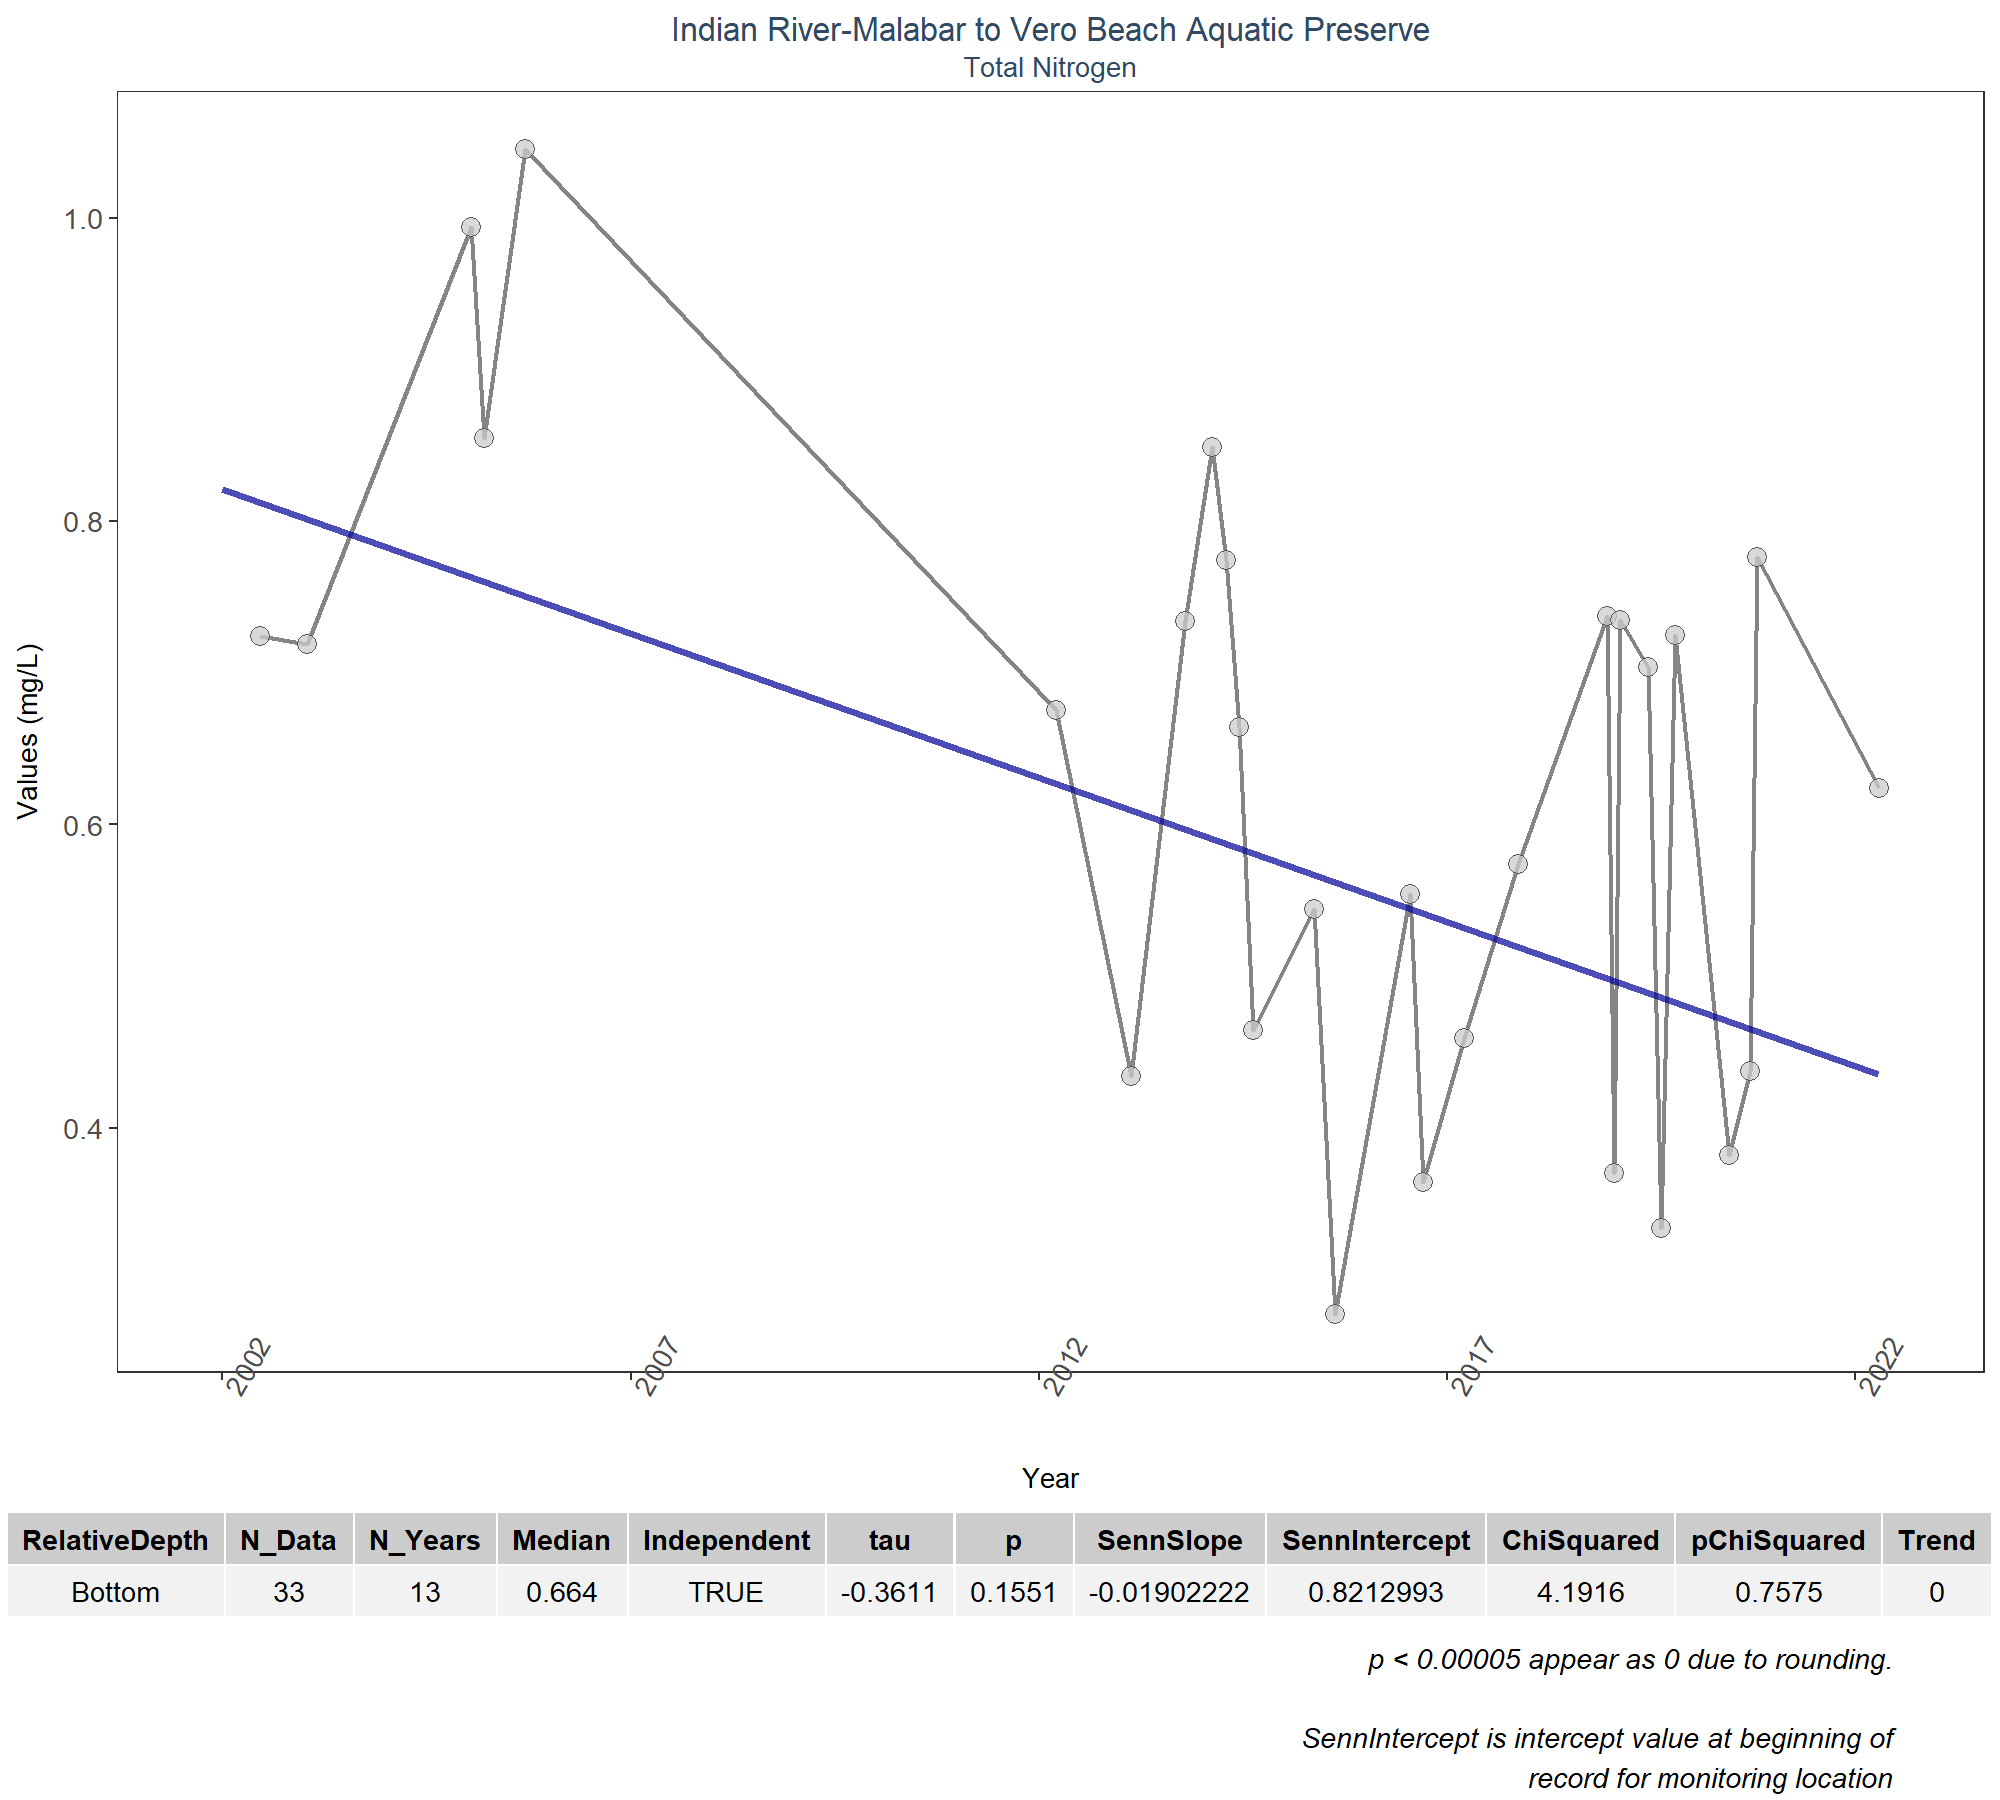 Indian River-Malabar to Vero Beach Aquatic Preserve
Total Nitrogen
1.0
0.8
0.6
0.4
Values (mg/L)
2002 2007 2012 2017 2022
Year
RelativeDepth N_Data N_Years Median Independent tau p SennSlope SennIntercept ChiSquared pChiSquared Trend
Bottom 33 13 0.664 TRUE -0.3611 0.1551 -0.01902222 0.8212993 4.1916 0.7575 0
p < 0.00005 appear as 0 due to rounding.
SennIntercept is intercept value at beginning of
record for monitoring location